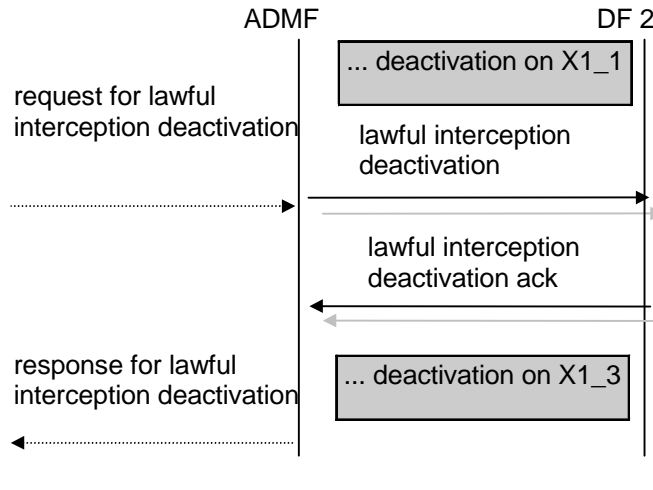 ADMF
DF 2
... deactivation on X1_1
request for lawful
interception deactivation
lawful interception
deactivation
lawful interception
deactivation ack
response for lawful
interception deactivation
... deactivation on X1_3